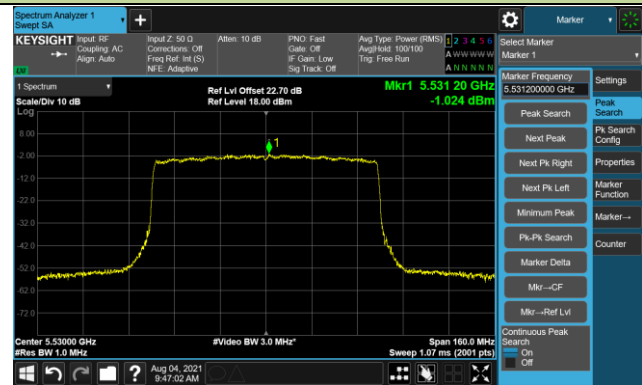 Spectrum Analyzer 1
Swept SA
Marker
KEYSIGHT
Input: RF
Coupling: AC
Align: Auto
Input Z: 50 Ω
Corrections: Off
Freq Ref: Int (S)
NFE: Adaptive
Atten: 10 dB
PNO: Fast
Gate: Off
IF Gain: Low
Sig Track: Off
Avg Type: Power (RMS)
Avg|Hold: 100/100
Trig: Free Run
1 2 3 4 5 6
A W W W W W
A N N N N N
Select Marker
Marker 1
1 Spectrum
Scale/Div 10 dB
Log
Ref Lvl Offset 22.70 dB
Ref Level 18.00 dBm
Mkr1 5.531 20 GHz
-1.024 dBm
8.00
-2.00
-12.0
-22.0
-32.0
-42.0
-52.0
-62.0
-72.0
1
Center 5.53000 GHz
#Res BW 1.0 MHz
#Video BW 3.0 MHz*
Span 160.0 MHz
Sweep 1.07 ms (2001 pts)
Marker Frequency
5.531200000 GHz
Peak Search
Next Peak
Next Pk Right
Next Pk Left
Minimum Peak
Pk-Pk Search
Marker Delta
Mkr→CF
Mkr→Ref Lvl
Continuous Peak
Search
On
Off
Settings
Peak
Search
Pk Search
Config
Properties
Marker
Function
Marker→
Counter
Aug 04, 2021
9:47:02 AM